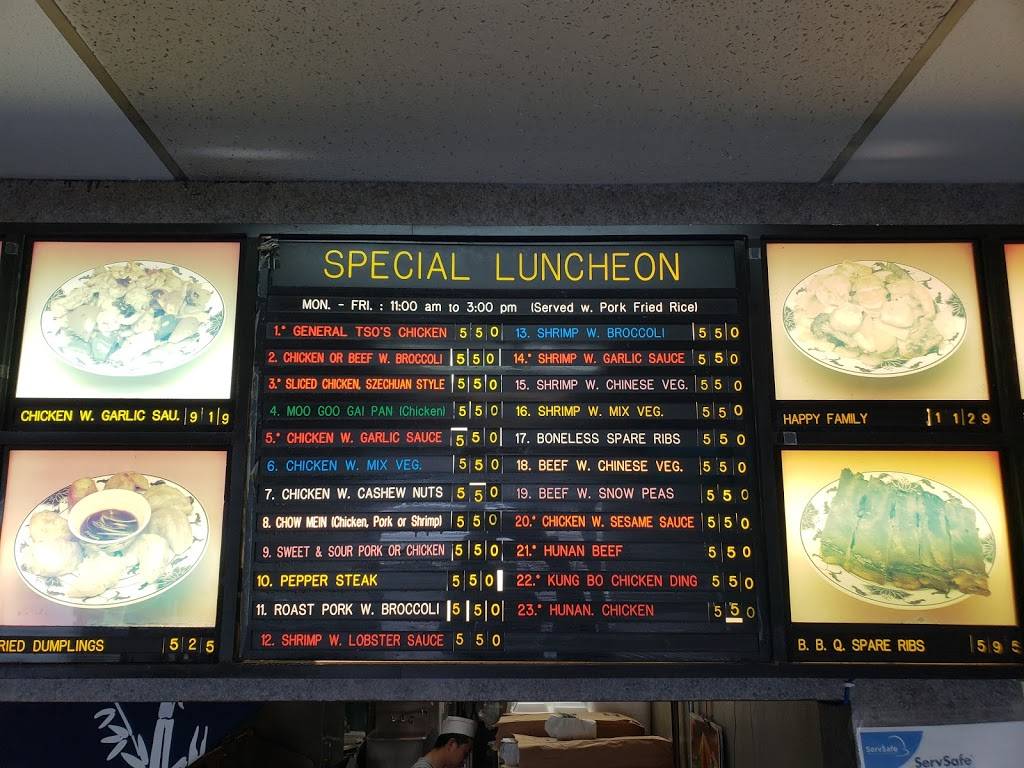 SPECIAL LUNCHEON
MON. - FRI. : 11:00 am to 3:00 pm (Served w. Pork Fried Rice)
1.* GENERAL TSO'S CHICKEN 5 5 0
2. CHICKEN OR BEEF W. BROCCOLI 5 5 0
3.* SLICED CHICKEN, SZECHUAN STYLE 5 5 0
4. MOO GOO GAI PAN (Chicken) 5 5 0
5.* CHICKEN W. GARLIC SAUCE 5 5 0
6. CHICKEN W. MIX VEG. 5 5 0
7. CHICKEN W. CASHEW NUTS 5 5 0
8. CHOW MEIN (Chicken, Pork or Shrimp) 5 5 0
9. SWEET & SOUR PORK OR CHICKEN 5 5 0
10. PEPPER STEAK 5 5 0
11. ROAST PORK W. BROCCOLI 5 5 0
12. SHRIMP W. LOBSTER SAUCE 5 5 0
13. SHRIMP W. BROCCOLI 5 5 0
14.* SHRIMP W. GARLIC SAUCE 5 5 0
15. SHRIMP W. CHINESE VEG. 5 5 0
16. SHRIMP W. MIX VEG. 5 5 0
17. BONELESS SPARE RIBS 5 5 0
18. BEEF W. CHINESE VEG. 5 5 0
19. BEEF W. SNOW PEAS 5 5 0
20.* CHICKEN W. SESAME SAUCE 5 5 0
21.* HUNAN BEEF 5 5 0
22.* KUNG BO CHICKEN DING 5 5 0
23.* HUNAN. CHICKEN 5 5 0
CHICKEN W. GARLIC SAU. 9 1 9
RIED DUMPLINGS 5 2 5
HAPPY FAMILY 1 1 2 9
B. B. Q. SPARE RIBS 5 9 5
ServSafe
ServSafe